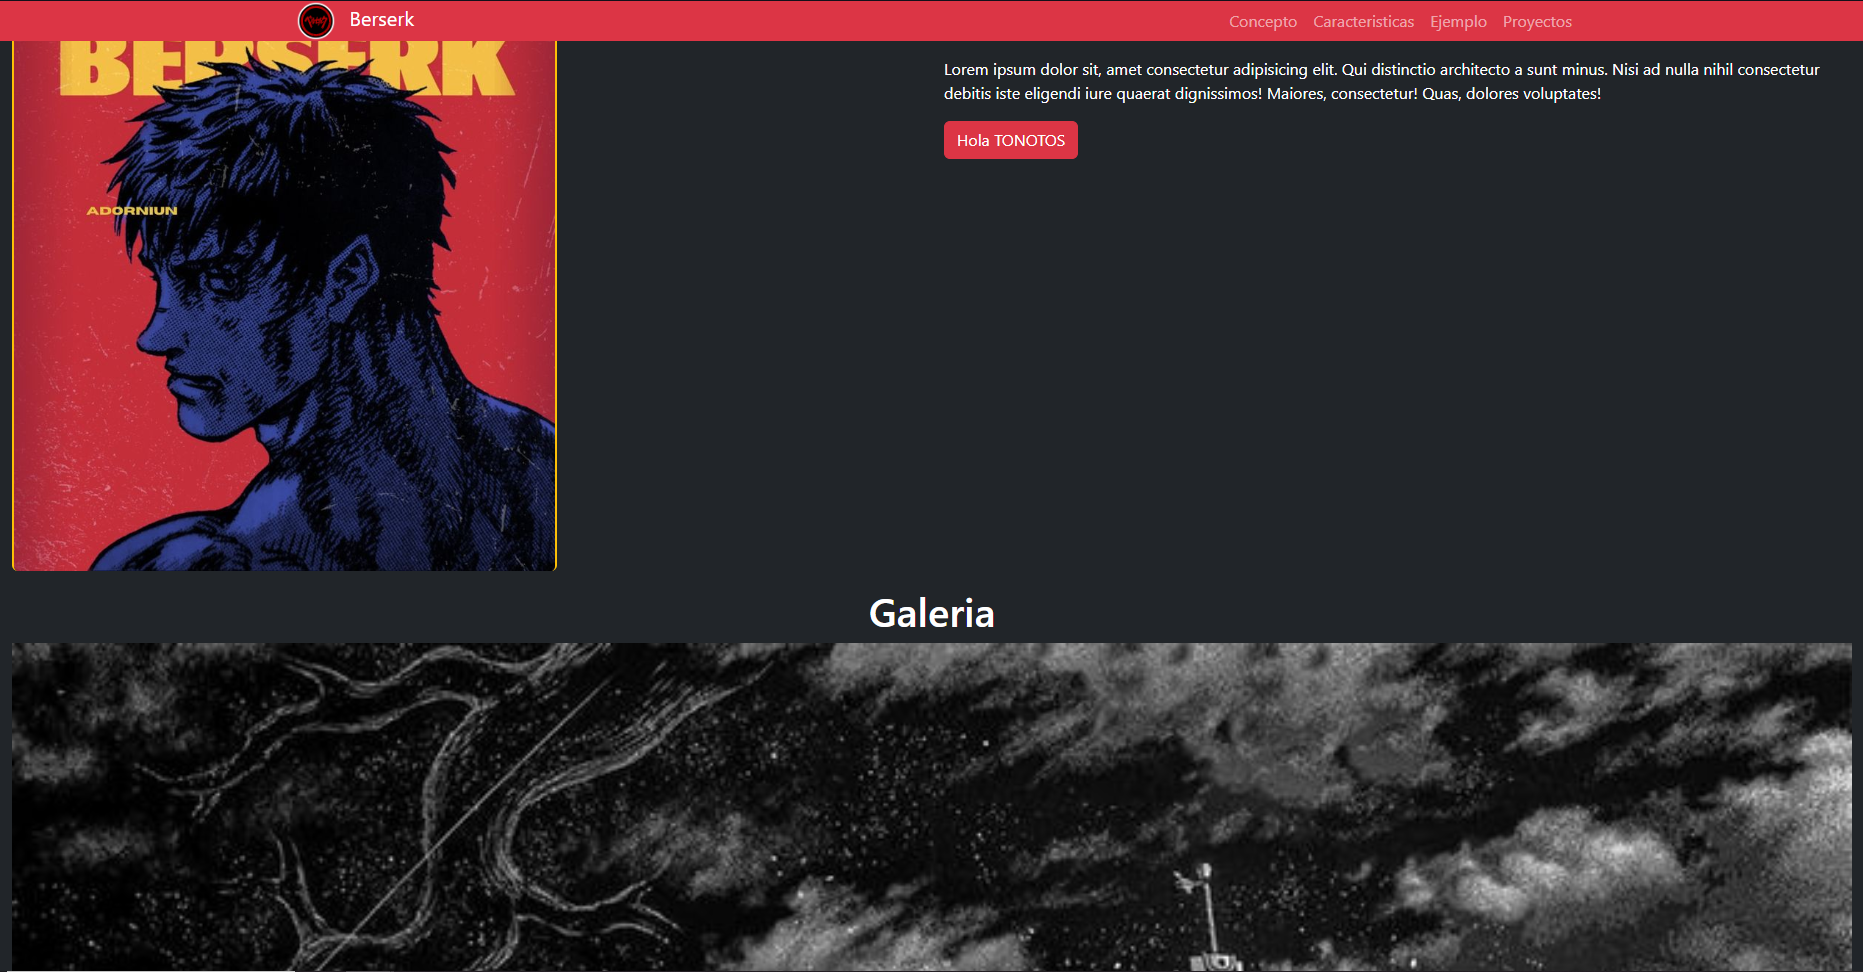 Berserk
Concepto
Caracteristicas
Ejemplo
Proyectos
BERSERK
ADORNIUN
Lorem ipsum dolor sit, amet consectetur adipisicing elit. Qui distinctio architecto a sunt minus. Nisi ad nulla nihil consectetur
debitis iste eligendi iure quaerat dignissimos! Maiores, consectetur! Quas, dolores voluptates!
Hola TONOTOS
Galeria